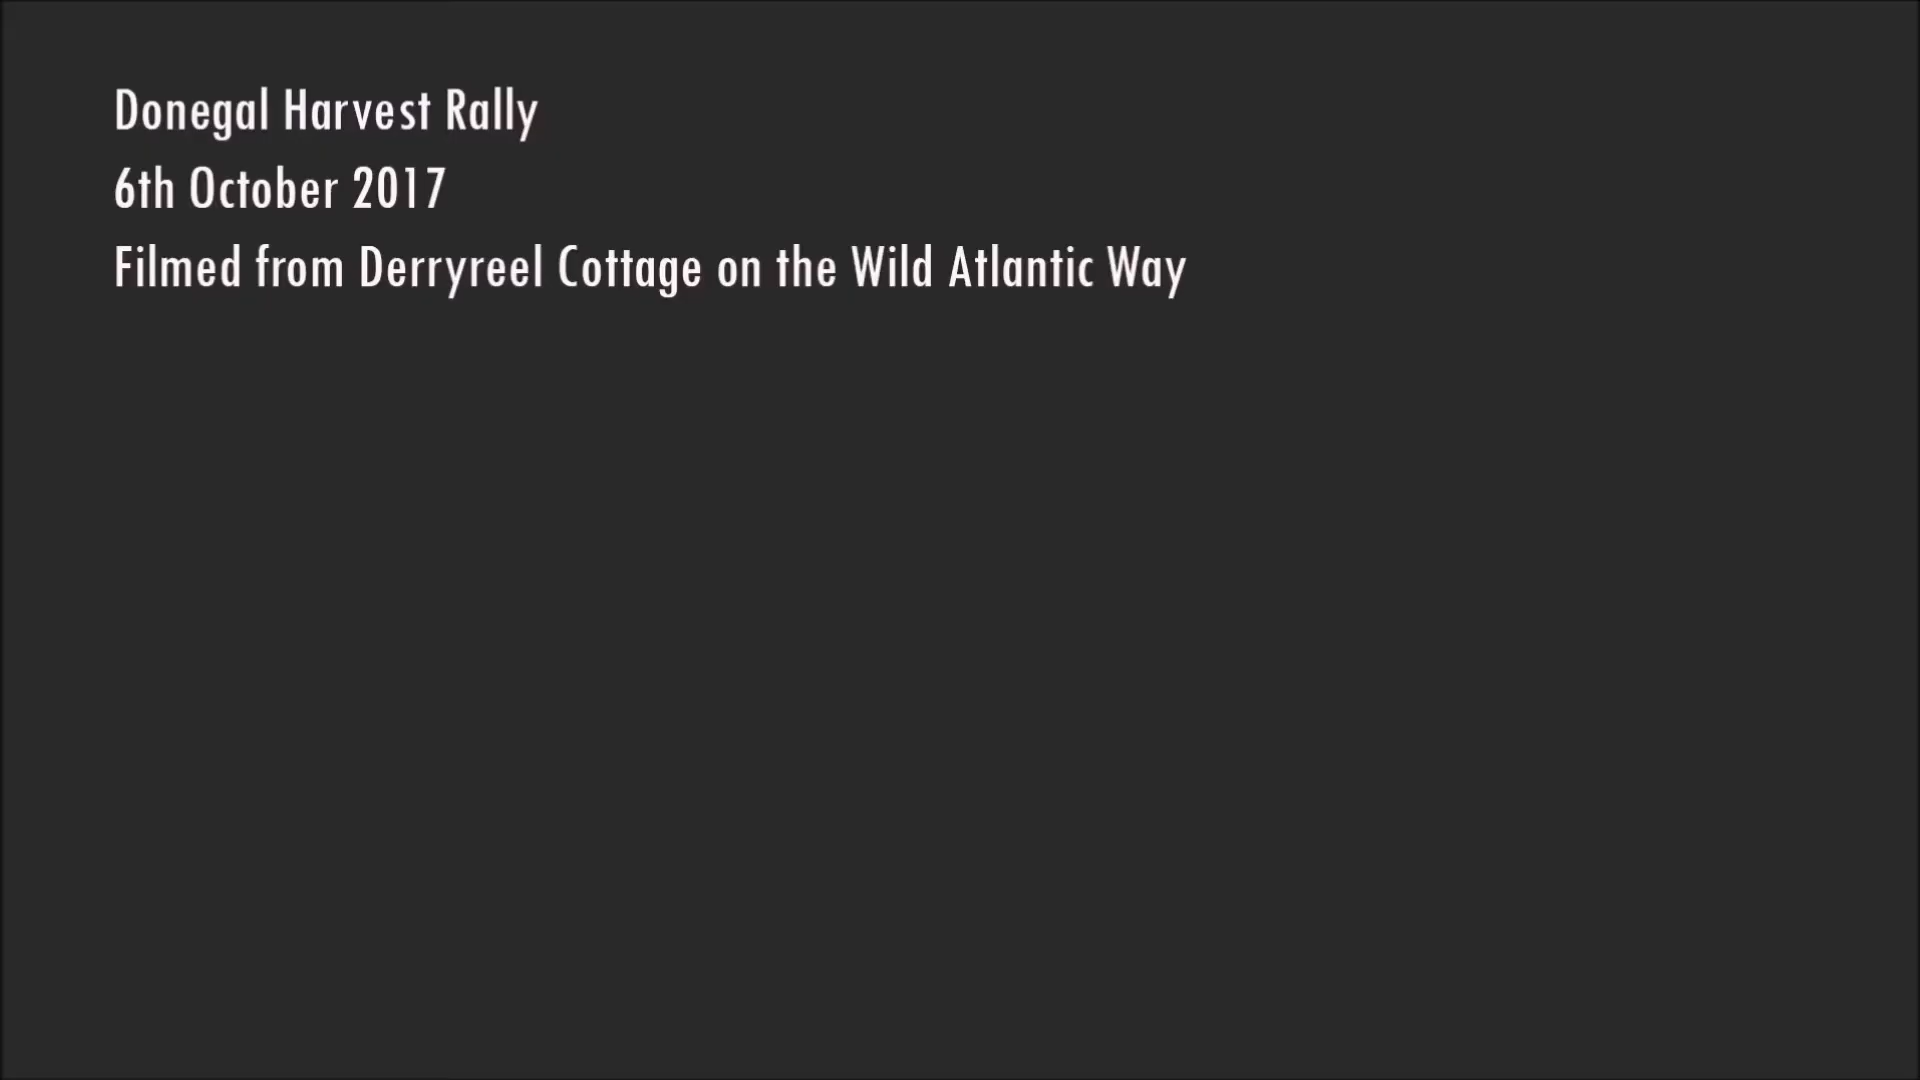 Donegal Harvest Rally
6th October 2017
Filmed from Derryreel Cottage on the Wild Atlantic Way